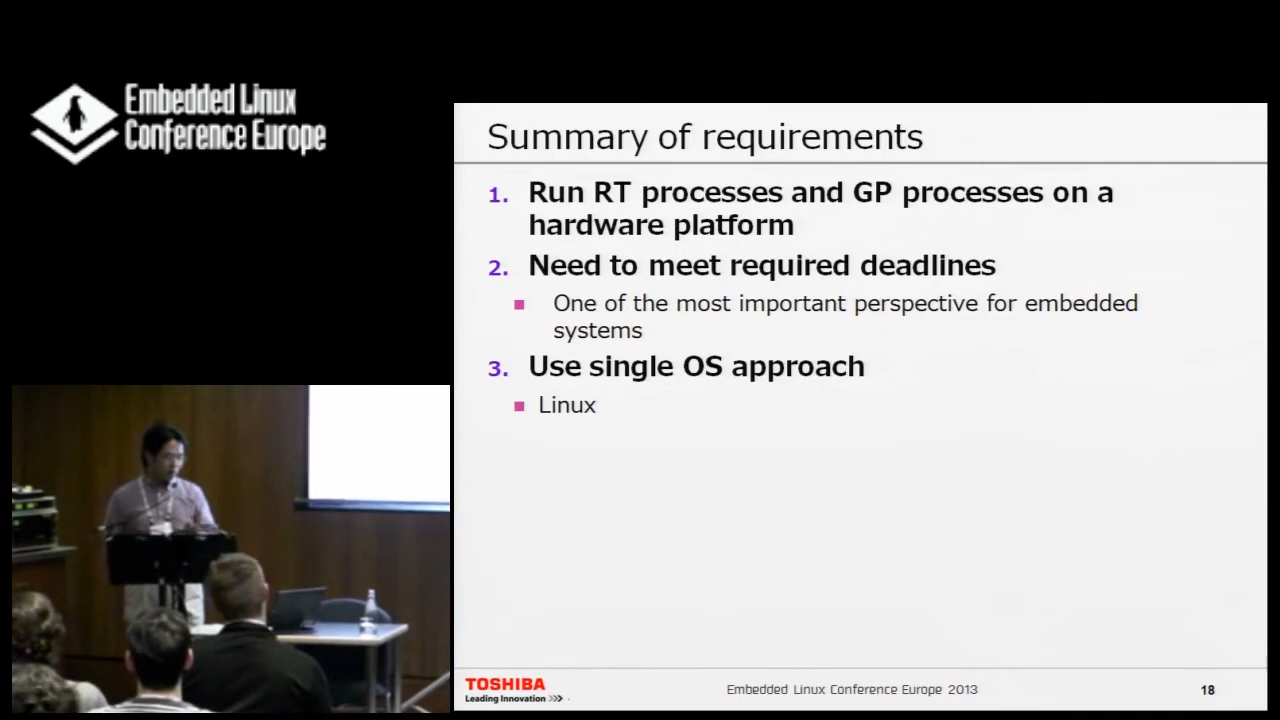 Embedded Linux
Conference Europe
Summary of requirements
1. Run RT processes and GP processes on a
hardware platform
2. Need to meet required deadlines
One of the most important perspective for embedded
systems
3. Use single OS approach
Linux
TOSHIBA
Leading Innovation >>>
Embedded Linux Conference Europe 2013
18